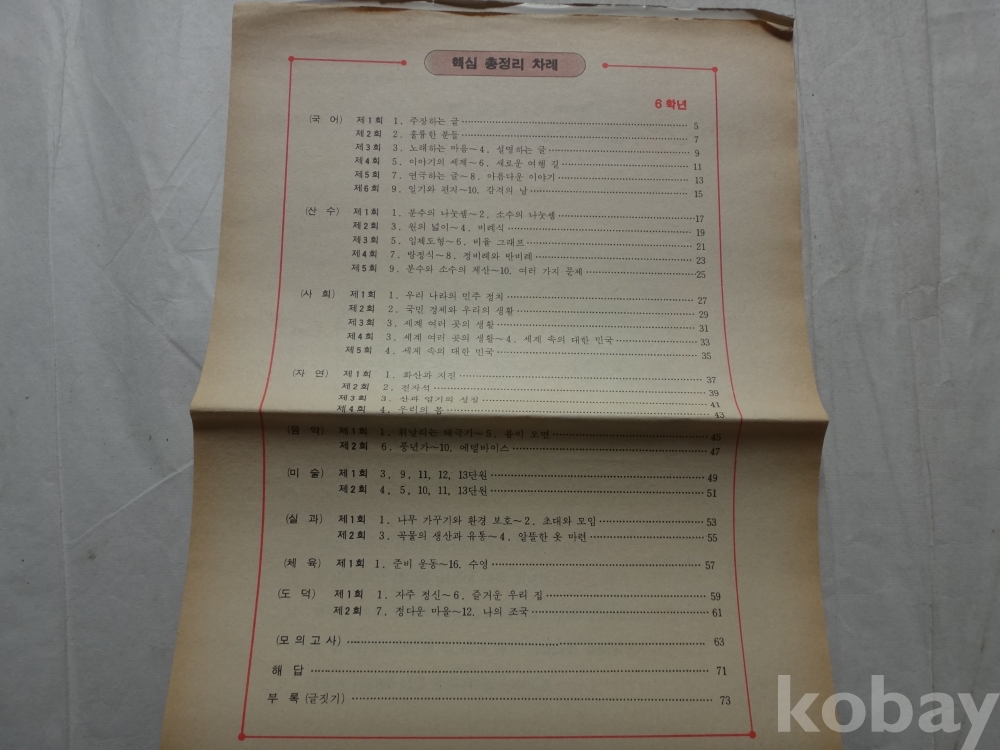 핵심 총정리 차례
6학년
(국 어) 제1회 1. 주장하는 글 5
제2회 2. 훌륭한 분들 7
제3회 3. 노래하는 마음~4. 설명하는 글 9
제4회 5. 이야기의 세계~6. 새로운 여행 길 11
제5회 7. 연극하는 글~8. 아름다운 이야기 13
제6회 9. 일기와 편지~10. 감격의 날 15
(산 수) 제1회 1. 분수의 나눗셈~2. 소수의 나눗셈 17
제2회 3. 원의 넓이~4. 비례식 19
제3회 5. 입체도형~6. 비율 그래프 21
제4회 7. 방정식~8. 정비례와 반비례 23
제5회 9. 분수와 소수의 계산~10. 여러 가지 문제 25
(사 회) 제1회 1. 우리 나라의 민주 정치 27
제2회 2. 국민 경제와 우리의 생활 29
제3회 3. 세계 여러 곳의 생활 31
제4회 3. 세계 여러 곳의 생활~4. 세계 속의 대한 민국 33
제5회 4. 세계 속의 대한 민국 35
(자 연) 제1회 1. 화산과 지진 37
제2회 2. 전자석 39
제3회 3. 산과 염기의 성질 41
제4회 4. 우리의 몸 43
(음 악) 제1회 1. 휘날리는 태극기~5. 봄이 오면 45
제2회 6. 풍년가~10. 에델바이스 47
(미 술) 제1회 3, 9, 11, 12, 13단원 49
제2회 4, 5, 10, 11, 13단원 51
(실 과) 제1회 1. 나무 가꾸기와 환경 보호~2. 초대와 모임 53
제2회 3. 곡물의 생산과 유통~4. 알뜰한 옷 마련 55
(체 육) 제1회 1. 준비 운동~16. 수영 57
(도 덕) 제1회 1. 자주 정신~6. 즐거운 우리 집 59
제2회 7. 정다운 마을~12. 나의 조국 61
(모의고사) 63
해 답 71
부 록 (글짓기) 73
kobay